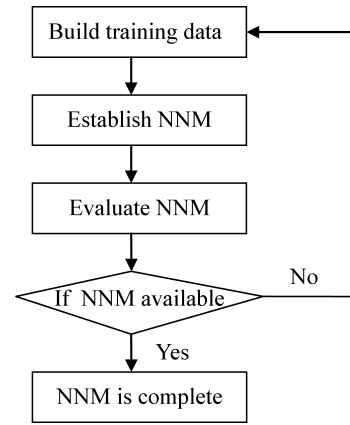 Build training data
Establish NNM
Evaluate NNM
If NNM available
No
Yes
NNM is complete